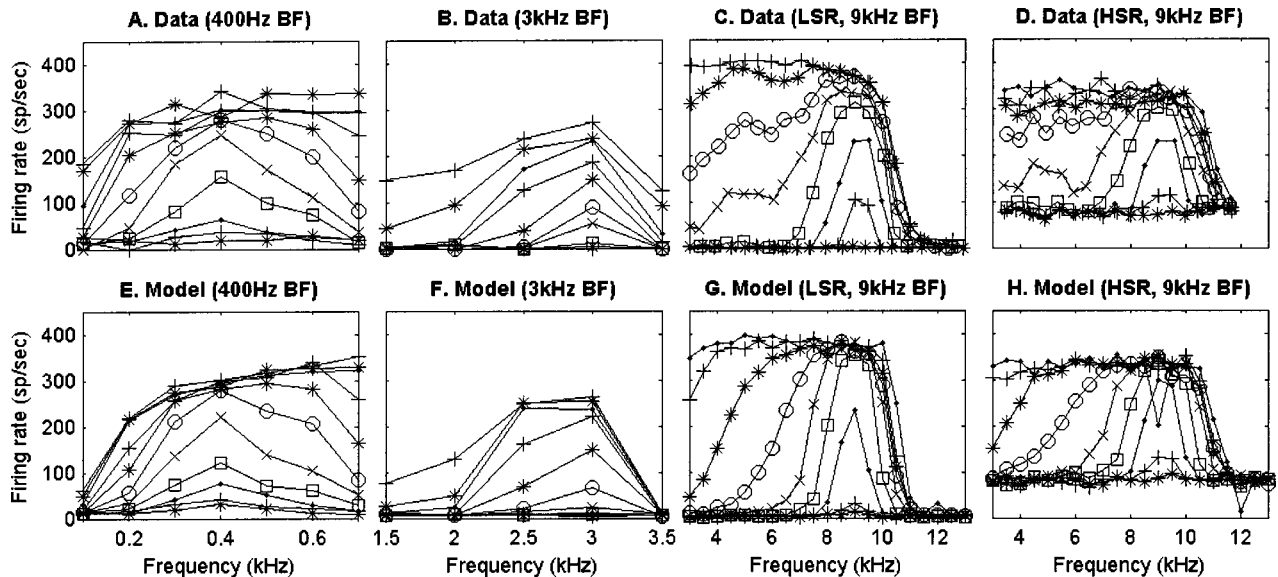 A. Data (400Hz BF)
B. Data (3kHz BF)
C. Data (LSR, 9kHz BF)
D. Data (HSR, 9kHz BF)
Firing rate (sp/sec)
400
300
200
100
0
E. Model (400Hz BF)
F. Model (3kHz BF)
G. Model (LSR, 9kHz BF)
H. Model (HSR, 9kHz BF)
Firing rate (sp/sec)
400
300
200
100
0
0.2 0.4 0.6
1.5 2 2.5 3 3.5
4 6 8 10 12
4 6 8 10 12
Frequency (kHz)
Frequency (kHz)
Frequency (kHz)
Frequency (kHz)